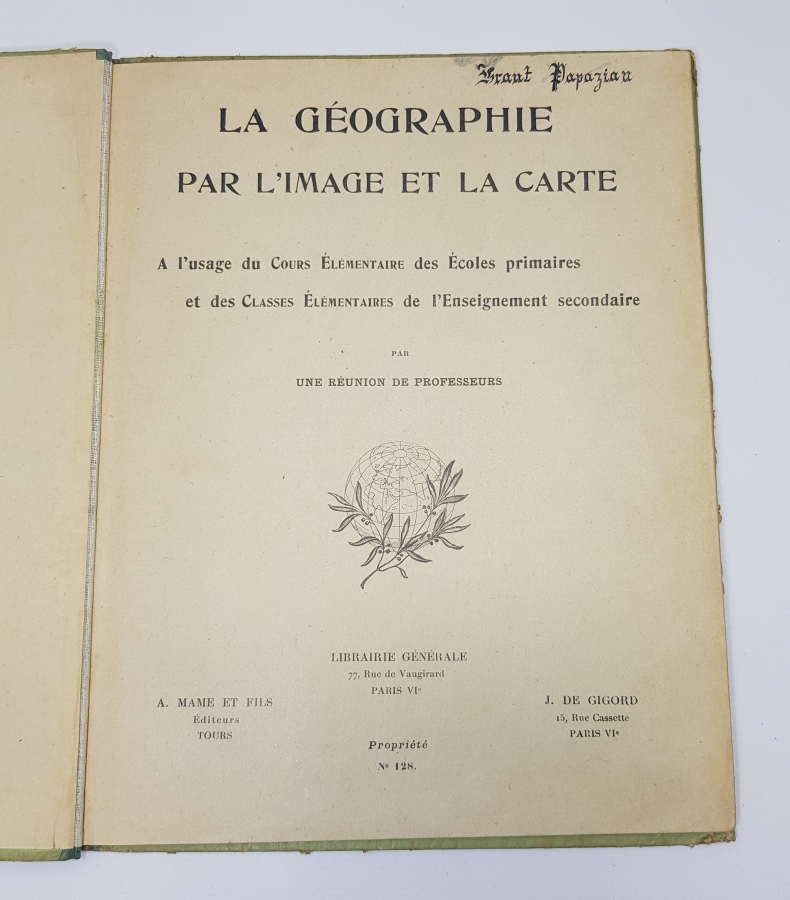 Hrant Papazian
LA GÉOGRAPHIE
PAR L'IMAGE ET LA CARTE
A l'usage du COURS ÉLÉMENTAIRE des Écoles primaires
et des CLASSES ÉLÉMENTAIRES de l'Enseignement secondaire
PAR
UNE RÉUNION DE PROFESSEURS
LIBRAIRIE GÉNÉRALE
77, Rue de Vaugirard
PARIS VIe
A. MAME ET FILS
Éditeurs
TOURS
J. DE GIGORD
15, Rue Cassette
PARIS VIe
Propriété
No 128.